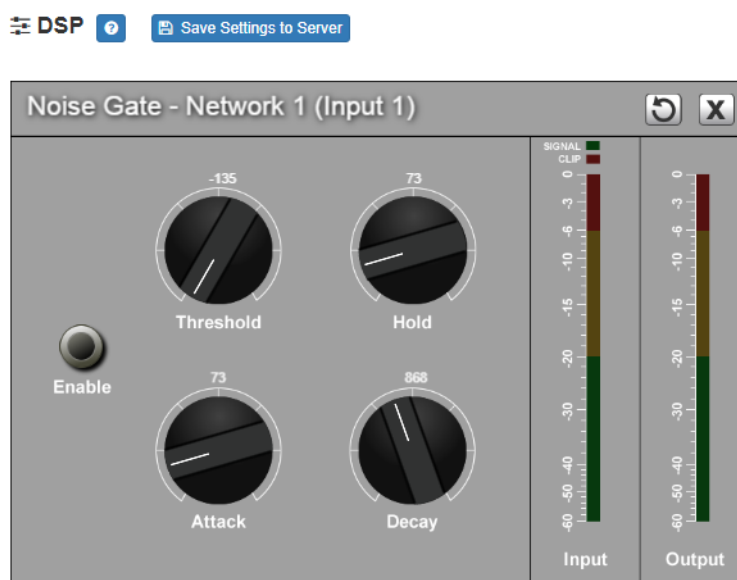 DSP ? Save Settings to Server
Noise Gate - Network 1 (Input 1) X
SIGNAL
CLIP
-135
Threshold
73
Hold
Enable
73
Attack
868
Decay
0
-3
-6
-10
-15
-20
-30
-40
-50
-60
Input
0
-3
-6
-10
-15
-20
-30
-40
-50
-60
Output